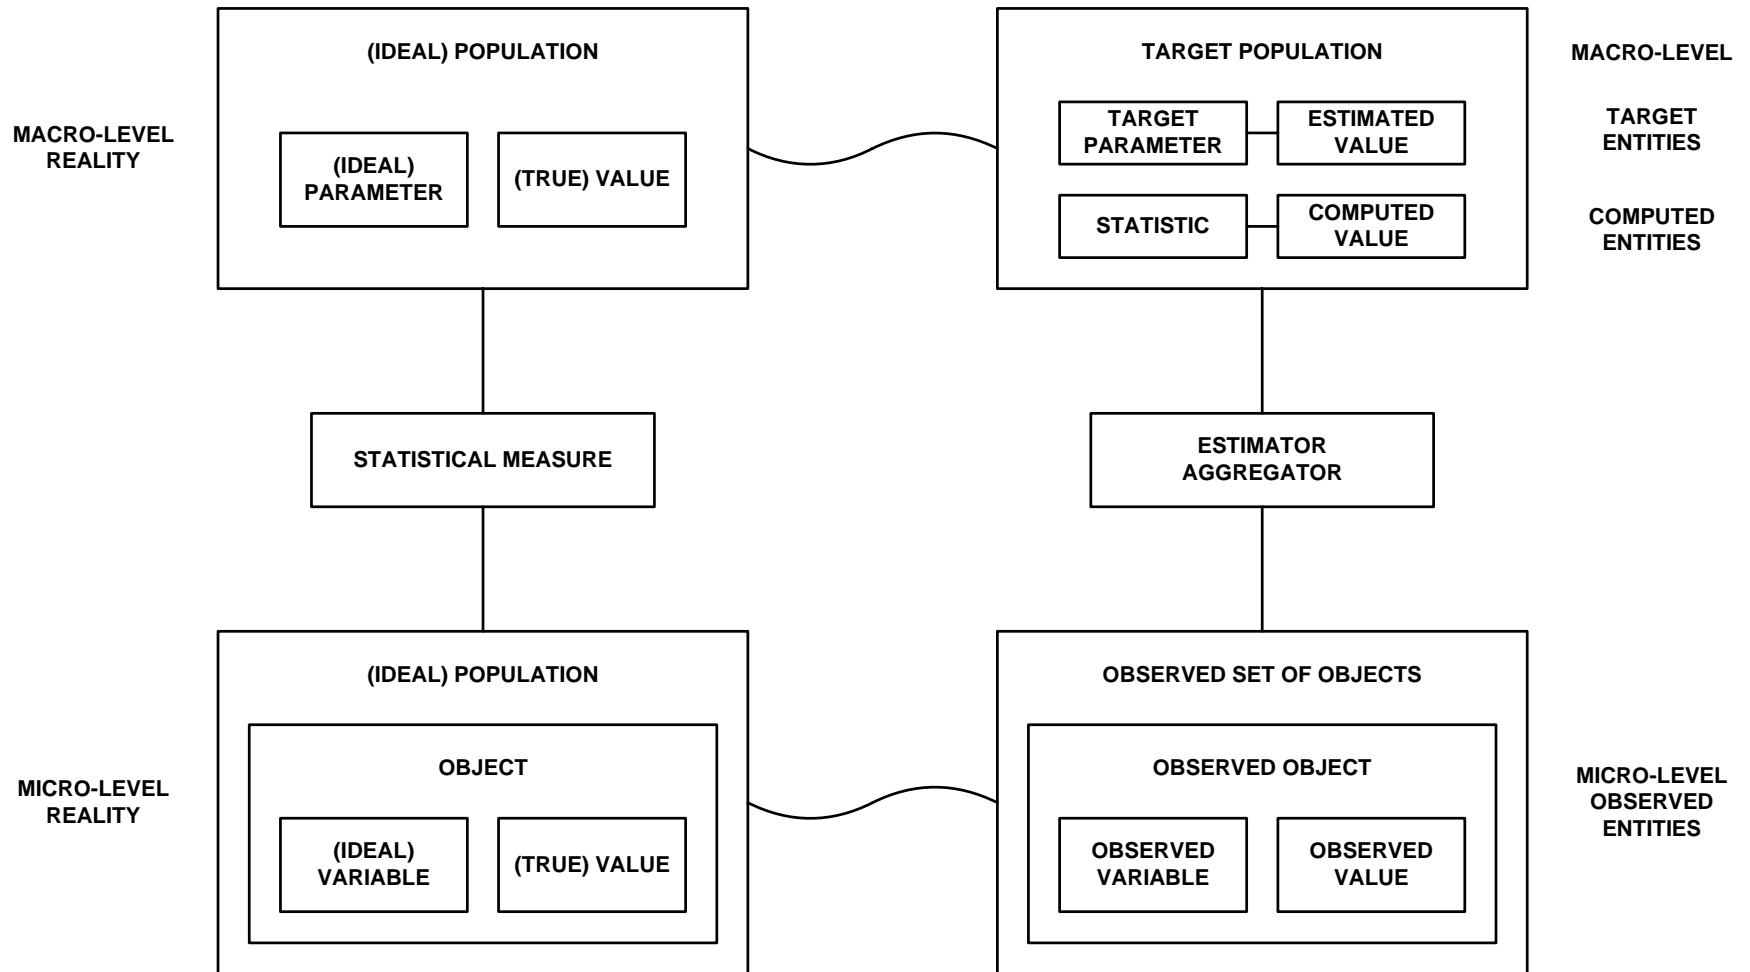 (IDEAL) POPULATION
TARGET POPULATION
MACRO-LEVEL
MACRO-LEVEL
REALITY
(IDEAL)
PARAMETER
(TRUE) VALUE
TARGET
PARAMETER
ESTIMATED
VALUE
TARGET
ENTITIES
STATISTIC
COMPUTED
VALUE
COMPUTED
ENTITIES
STATISTICAL MEASURE
ESTIMATOR
AGGREGATOR
(IDEAL) POPULATION
OBSERVED SET OF OBJECTS
MICRO-LEVEL
REALITY
OBJECT
(IDEAL)
VARIABLE
(TRUE) VALUE
OBSERVED OBJECT
OBSERVED
VARIABLE
OBSERVED
VALUE
MICRO-LEVEL
OBSERVED
ENTITIES